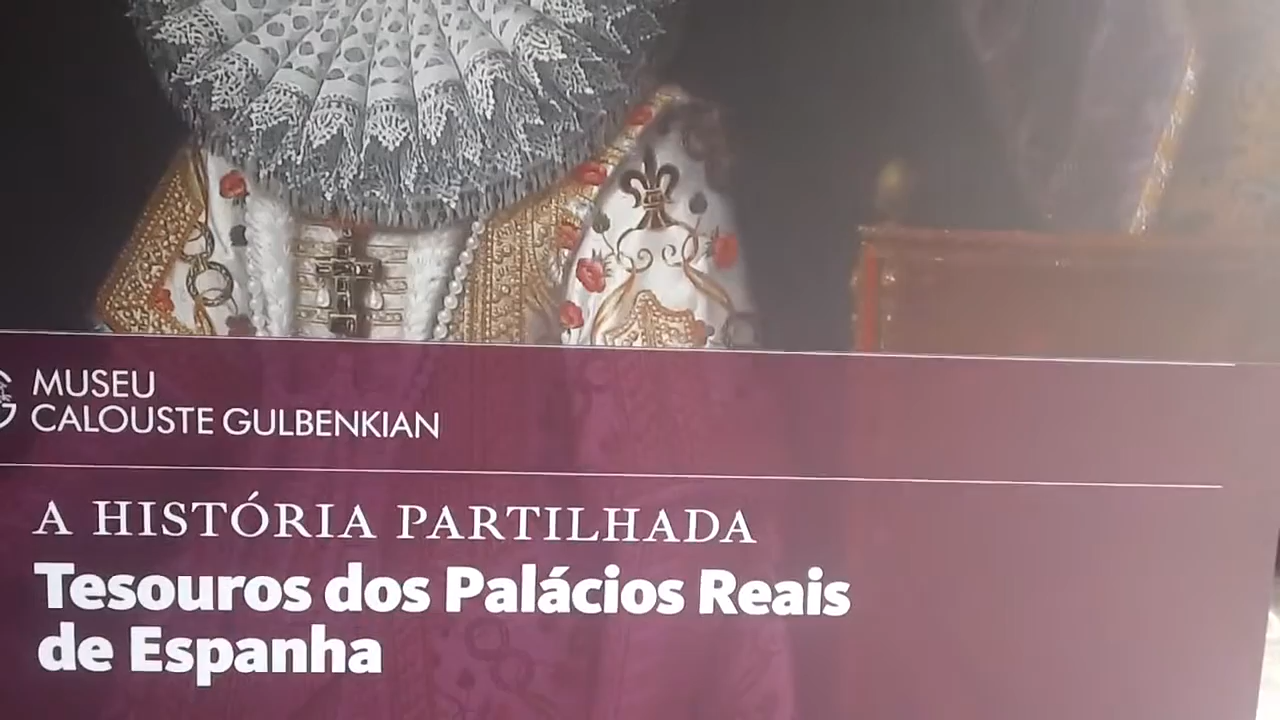 MUSEU
CALOUSTE GULBENKIAN
A HISTÓRIA PARTILHADA
Tesouros dos Palácios Reais
de Espanha